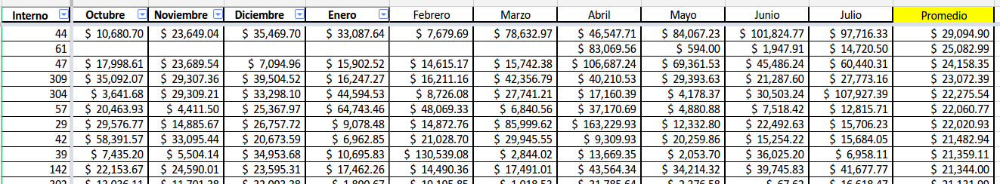 Interno Octubre Noviembre Diciembre Enero Febrero Marzo Abril Mayo Junio Julio Promedio
44 $ 10,680.70 $ 23,649.04 $ 35,469.70 $ 33,087.64 $ 7,679.69 $ 78,632.97 $ 46,547.71 $ 84,067.23 $ 101,824.77 $ 97,716.33 $ 29,094.90
61 $ 83,069.56 $ 594.00 $ 1,947.91 $ 14,720.50 $ 25,082.99
47 $ 17,998.61 $ 23,689.54 $ 7,094.96 $ 15,902.52 $ 14,615.17 $ 15,742.38 $ 106,687.24 $ 69,361.53 $ 45,486.24 $ 60,440.31 $ 24,158.35
309 $ 35,092.07 $ 29,307.36 $ 39,504.52 $ 16,247.27 $ 16,211.16 $ 42,356.79 $ 40,210.53 $ 29,393.63 $ 21,287.60 $ 27,773.16 $ 23,072.39
304 $ 3,641.68 $ 29,309.21 $ 33,298.10 $ 44,594.53 $ 8,726.08 $ 27,741.21 $ 17,160.39 $ 4,178.37 $ 30,503.24 $ 107,927.39 $ 22,275.54
57 $ 20,463.93 $ 4,411.50 $ 25,367.97 $ 64,743.46 $ 48,069.33 $ 6,840.56 $ 37,170.69 $ 4,880.88 $ 7,518.42 $ 12,815.71 $ 22,060.77
29 $ 29,576.77 $ 14,885.67 $ 26,757.72 $ 9,078.48 $ 14,872.76 $ 85,999.62 $ 163,229.93 $ 12,332.80 $ 22,492.63 $ 15,706.23 $ 22,020.93
42 $ 58,391.57 $ 33,095.44 $ 20,673.59 $ 6,962.85 $ 21,028.70 $ 29,945.55 $ 9,309.93 $ 20,259.86 $ 15,254.22 $ 15,684.05 $ 21,482.94
39 $ 7,435.20 $ 5,504.14 $ 34,953.68 $ 10,695.83 $ 130,539.08 $ 2,844.02 $ 13,669.35 $ 2,053.70 $ 36,025.20 $ 6,958.11 $ 21,359.11
142 $ 22,153.67 $ 24,590.01 $ 23,595.31 $ 17,462.26 $ 14,490.36 $ 17,491.01 $ 43,564.34 $ 34,214.32 $ 39,745.83 $ 41,677.77 $ 21,344.00